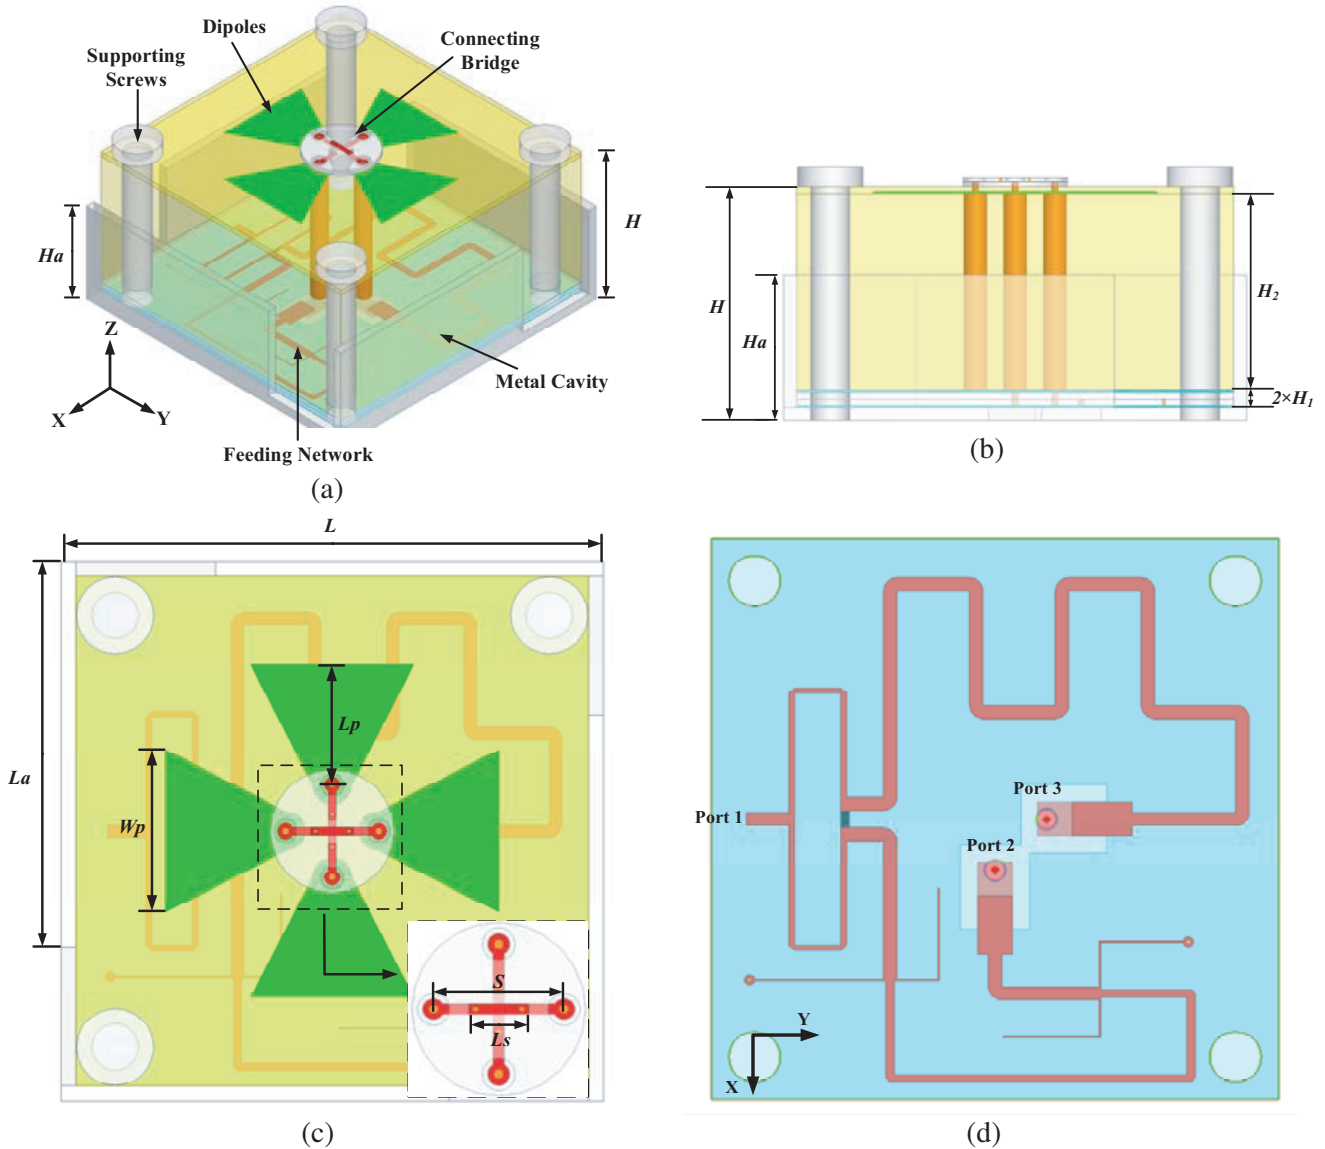 Dipoles
Connecting
Bridge
Supporting
Screws
Ha
H
Z
X
Y
Metal Cavity
Feeding Network
(a)
H
Ha
H2
2×H1
(b)
L
La
Lp
Wp
S
Ls
(c)
Port 1
Port 3
Port 2
Y
X
(d)